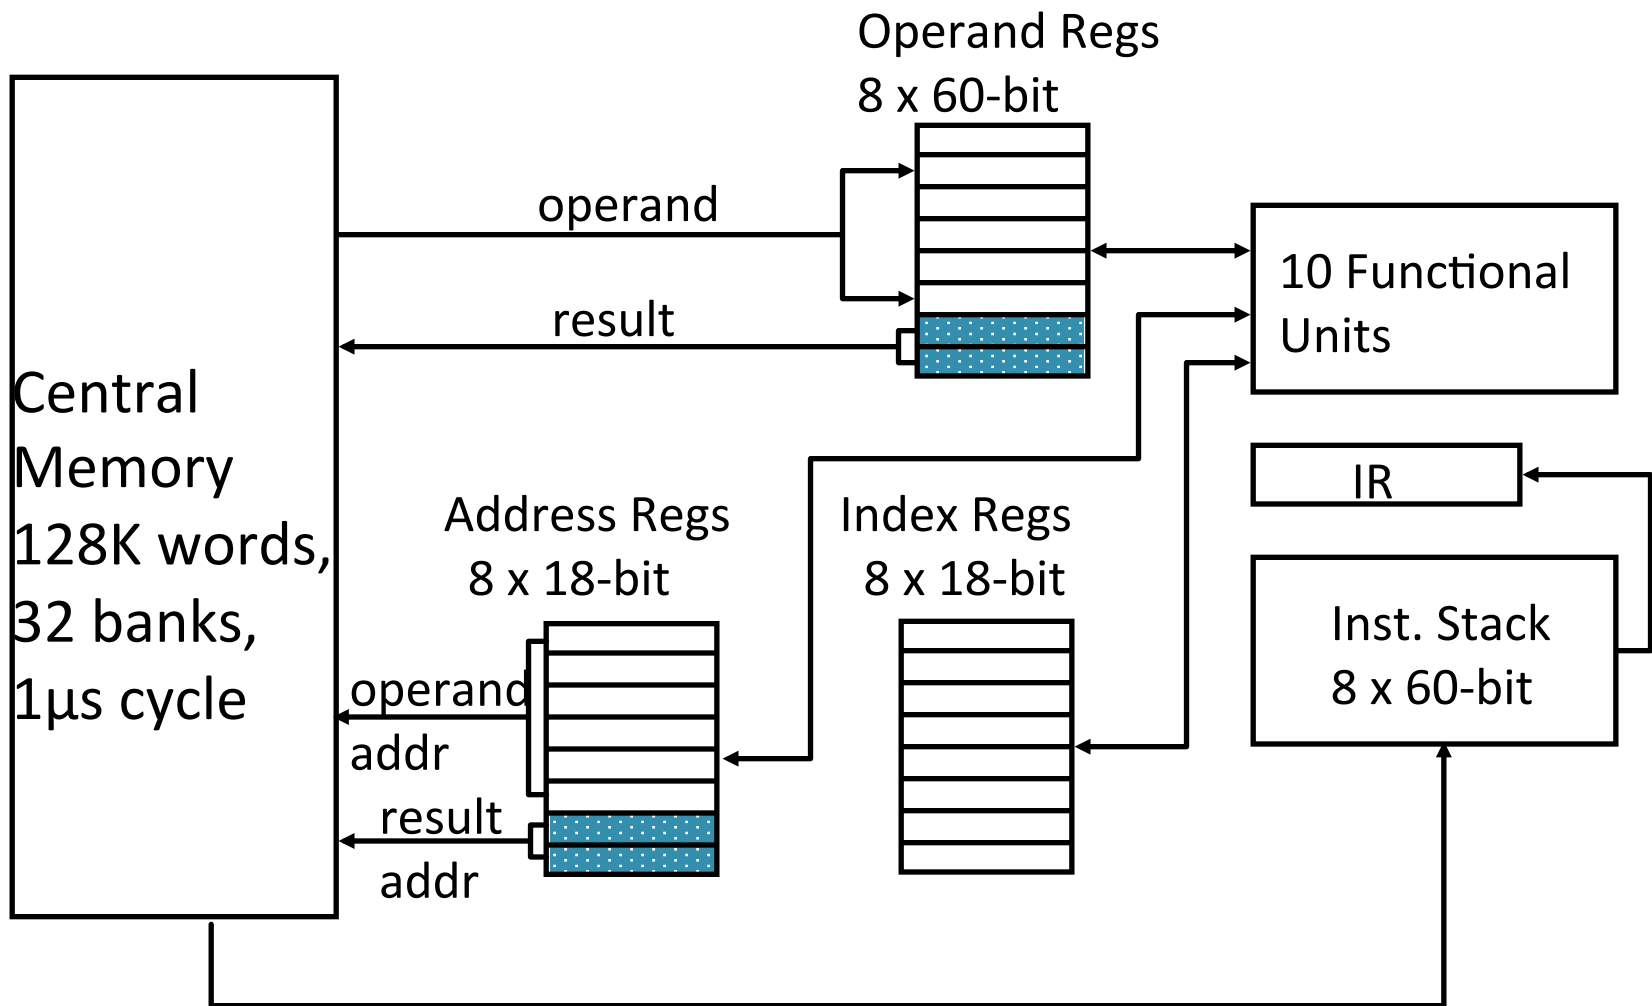 Operand Regs
8 x 60-bit
operand
result
10 Functional
Units
Central
Memory
128K words,
32 banks,
1µs cycle
IR
Address Regs
8 x 18-bit
Index Regs
8 x 18-bit
Inst. Stack
8 x 60-bit
operand
addr
result
addr